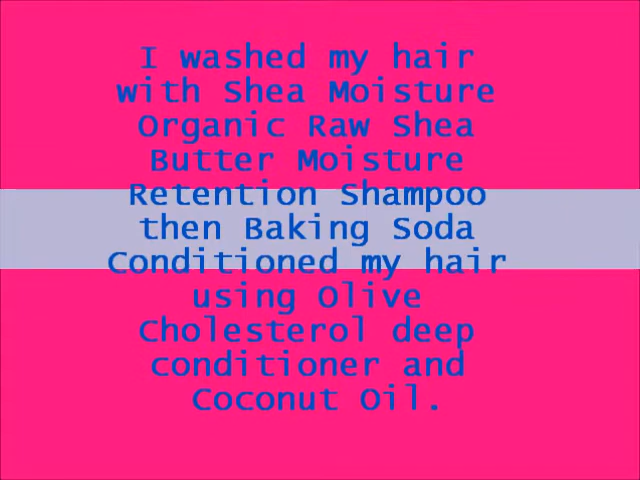 I washed my hair
with Shea Moisture
Organic Raw Shea
Butter Moisture
Retention Shampoo
then Baking Soda
Conditioned my hair
using Olive
Cholesterol deep
conditioner and
Coconut Oil.